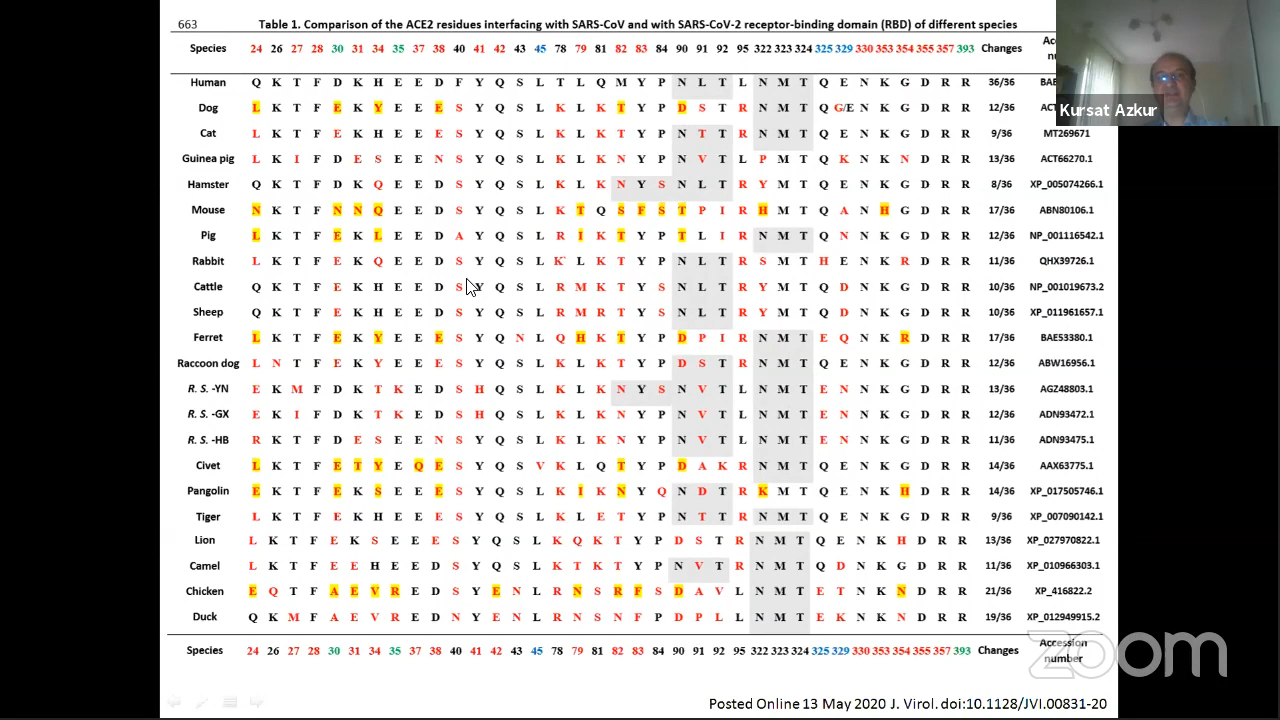 663 Table 1. Comparison of the ACE2 residues interfacing with SARS-CoV and with SARS-CoV-2 receptor-binding domain (RBD) of different species
Species 24 26 27 28 30 31 34 35 37 38 40 41 42 43 45 78 79 81 82 83 84 90 91 92 95 322 323 324 325 329 330 353 354 355 357 393 Changes
Human Q K T F D K H E E D F Y Q S L T L Q M Y P N L T L N M T Q E N K G D R R 36/36
Dog L K T F E K Y E E E S Y Q S L K L K T Y P D S T R N M T Q G/E N K G D R R 12/36
Cat L K T F E K H E E E S Y Q S L K L K T Y P N T T R N M T Q E N K G D R R 9/36 MT269671
Guinea pig L K I F D E S E E N S Y Q S L K L K N Y P N V T L P M T Q K N K N D R R 13/36 ACT66270.1
Hamster Q K T F D K Q E E D S Y Q S L K L K N Y S N L T R Y M T Q E N K G D R R 8/36 XP_005074266.1
Mouse N K T F N N Q E E D S Y Q S L K T Q S F S T P I R H M T Q A N H G D R R 17/36 ABN80106.1
Pig L K T F E K L E E D A Y Q S L R I K T Y P T L I R N M T Q N N K G D R R 12/36 NP_001116542.1
Rabbit L K T F E K Q E E D S Y Q S L K L K T Y P N L T R S M T H E N K R D R R 11/36 QHX39726.1
Cattle Q K T F E K H E E D S Y Q S L R M K T Y S N L T R Y M T Q D N K G D R R 10/36 NP_001019673.2
Sheep Q K T F E K H E E D S Y Q S L R M R T Y S N L T R Y M T Q D N K G D R R 10/36 XP_011961657.1
Ferret L K T F E K Y E E E S Y Q N L Q H K T Y P D P I R N M T E Q N K R D R R 17/36 BAE53380.1
Raccoon dog L N T F E K Y E E E S Y Q S L K L K T Y P D S T R N M T Q E N K G D R R 12/36 ABW16956.1
R. S. -YN E K M F D K T K E D S H Q S L K L K N Y S N V T L N M T E N N K G D R R 13/36 AGZ48803.1
R. S. -GX E K I F D K T K E D S H Q S L K L K N Y P N V T L N M T E N N K G D R R 12/36 ADN93472.1
R. S. -HB R K T F D E S E E N S Y Q S L K L K N Y P N V T L N M T E N N K G D R R 11/36 ADN93475.1
Civet L K T F E T Y E Q E S Y Q S V K L Q T Y P D A K R N M T Q E N K G D R R 14/36 AAX63775.1
Pangolin E K T F E K S E E E S Y Q S L K I K N Y Q N D T R K M T Q E N K H D R R 14/36 XP_017505746.1
Tiger L K T F E K H E E E S Y Q S L K L E T Y P N T T R N M T Q E N K G D R R 9/36 XP_007090142.1
Lion L K T F E K S E E E S Y Q S L K Q K T Y P D S T R N M T Q E N K H D R R 13/36 XP_027970822.1
Camel L K T F E E H E E D S Y Q S L K T K T Y P N V T R N M T Q D N K G D R R 11/36 XP_010966303.1
Chicken E Q T F A E V R E D S Y E N L R N S R F S D A V L N M T E T N K N D R R 21/36 XP_416822.2
Duck Q K M F A E V R E D N Y E N L R N S N F P D P L L N M T E K N K N D R R 19/36 XP_012949915.2
Species 24 26 27 28 30 31 34 35 37 38 40 41 42 43 45 78 79 81 82 83 84 90 91 92 95 322 323 324 325 329 330 353 354 355 357 393 Changes Accession number
Posted Online 13 May 2020 J. Virol. doi:10.1128/JVI.00831-20
Kursat Azkur
zoom